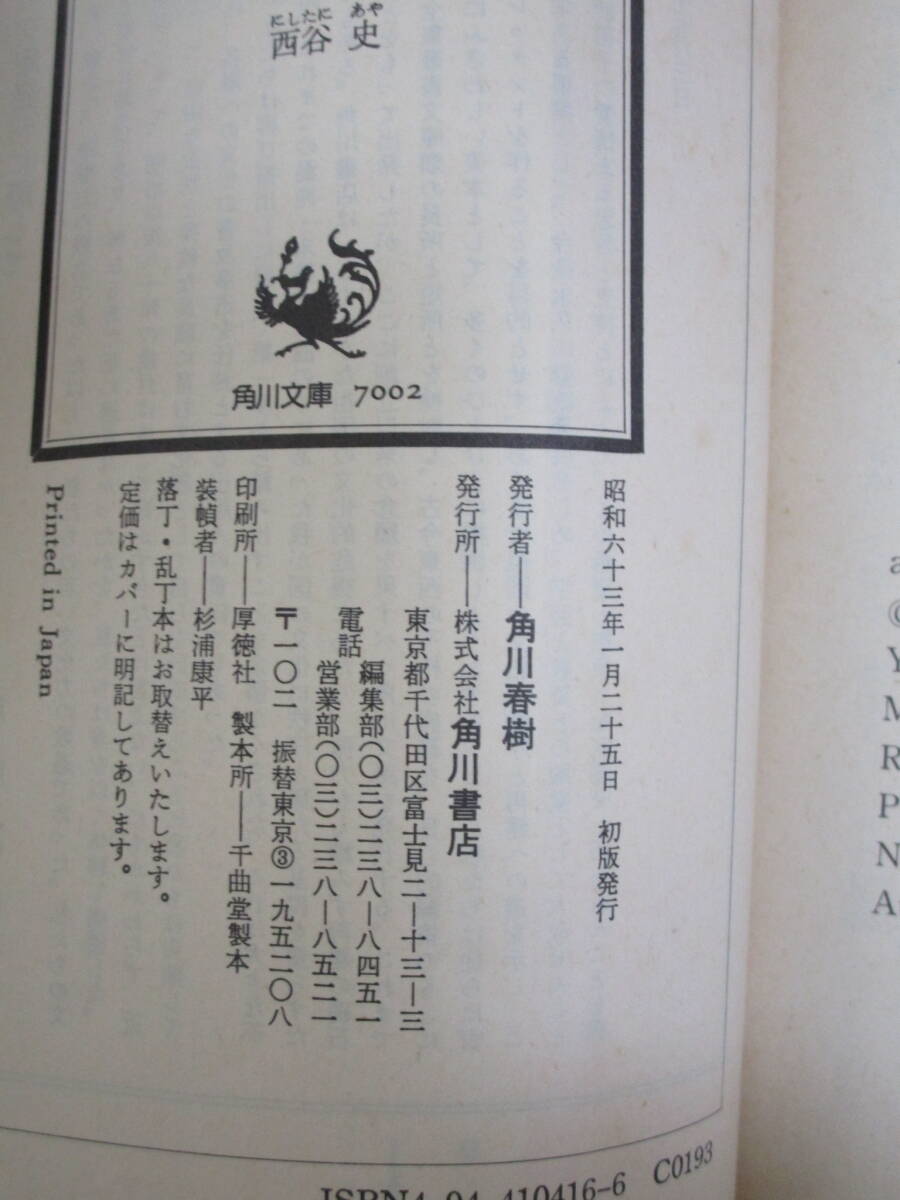 西谷 史
にしたに あや
角川文庫 7002
昭和六十三年一月二十五日 初版発行
発行者――角川春樹
発行所――株式会社角川書店
東京都千代田区富士見二―十三―三
電話 編集部(〇三)二三八―八四五一
営業部(〇三)二三八―八五二一
〒一〇二 振替東京③一九五二〇八
印刷所――厚徳社 製本所――千曲堂製本
装幀者――杉浦康平
落丁・乱丁本はお取替えいたします。
定価はカバーに明記してあります。
Printed in Japan
ISBN4-04-410416-6 C0193
a
©
Y
M
R
P
N
A